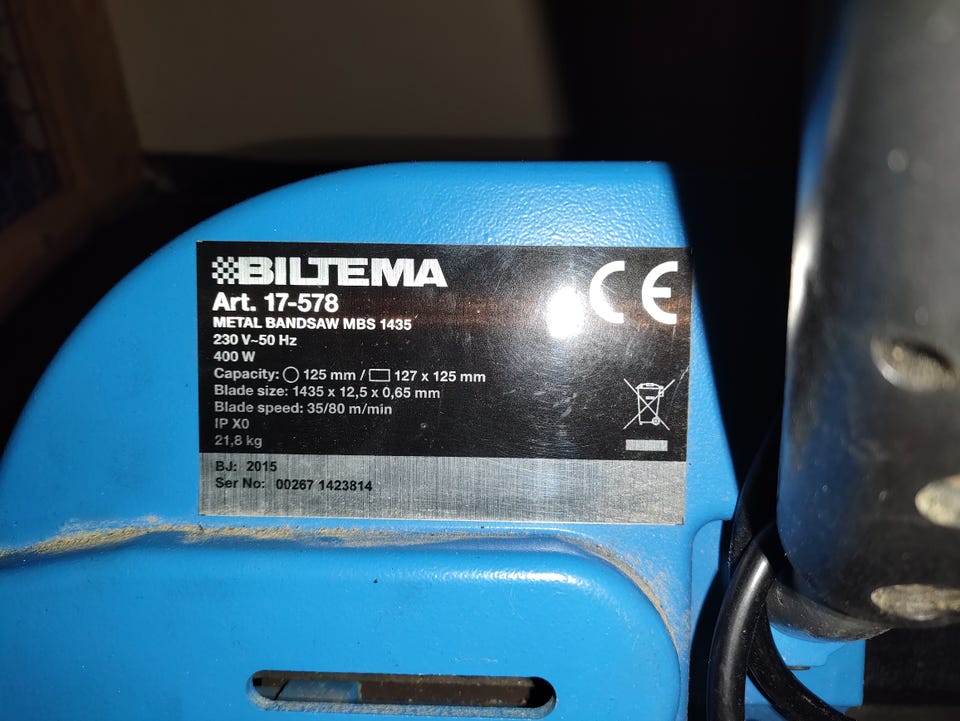 BILTEMA
CE
Art. 17-578
METAL BANDSAW MBS 1435
230 V~50 Hz
400 W
Capacity: 125 mm / 127 x 125 mm
Blade size: 1435 x 12,5 x 0,65 mm
Blade speed: 35/80 m/min
IP X0
21,8 kg
BJ: 2015
Ser No: 00267 1423814